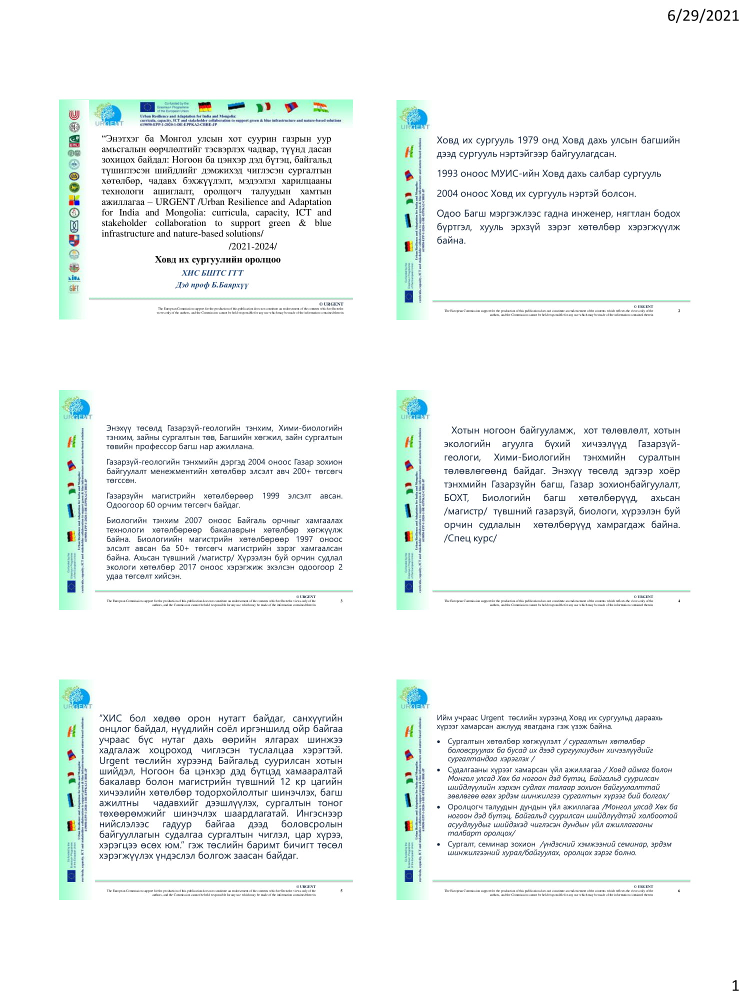 6/29/2021
URGENT
Co-funded by the
Erasmus+ Programme
of the European Union
Urban Resilience and Adaptation for India and Mongolia:
curricula, capacity, ICT and stakeholder collaboration to support green & blue infrastructure and nature-based solutions
619050-EPP-1-2020-1-DE-EPPKA2-CBHE-JP
“Энэтхэг ба Монгол улсын хот суурин газрын уур
амьсгалын өөрчлөлтийг тэсвэрлэх чадвар, түүнд дасан
зохицох байдал: Ногоон ба цэнхэр дэд бүтэц, байгальд
түшиглэсэн шийдлийг дэмжихэд чиглэсэн сургалтын
хөтөлбөр, чадавх бэхжүүлэлт, мэдээлэл харилцааны
технологи ашиглалт, оролцогч талуудын хамтын
ажиллагаа – URGENT /Urban Resilience and Adaptation
for India and Mongolia: curricula, capacity, ICT and
stakeholder collaboration to support green & blue
infrastructure and nature-based solutions/
/2021-2024/
Ховд их сургуулийн оролцоо
ХИС БШТС ГГТ
Дэд проф Б.Баярхүү
© URGENT
The European Commission support for the production of this publication does not constitute an endorsement of the contents which reflects the
views only of the authors, and the Commission cannot be held responsible for any use which may be made of the information contained therein
URGENT
Co-funded by the
Erasmus+ Programme
of the European Union
Urban Resilience and Adaptation for India and Mongolia:
curricula, capacity, ICT and stakeholder collaboration to support green & blue infrastructure and nature-based solutions
619050-EPP-1-2020-1-DE-EPPKA2-CBHE-JP
Ховд их сургууль 1979 онд Ховд дахь улсын багшийн
дээд сургууль нэртэйгээр байгуулагдсан.
1993 оноос МУИС-ийн Ховд дахь салбар сургууль
2004 оноос Ховд их сургууль нэртэй болсон.
Одоо Багш мэргэжлээс гадна инженер, нягтлан бодох
бүртгэл, хууль эрхзүй зэрэг хөтөлбөр хэрэгжүүлж
байна.
© URGENT
The European Commission support for the production of this publication does not constitute an endorsement of the contents which reflects the views only of the
authors, and the Commission cannot be held responsible for any use which may be made of the information contained therein
2
URGENT
Co-funded by the
Erasmus+ Programme
of the European Union
Urban Resilience and Adaptation for India and Mongolia:
curricula, capacity, ICT and stakeholder collaboration to support green & blue infrastructure and nature-based solutions
619050-EPP-1-2020-1-DE-EPPKA2-CBHE-JP
Энэхүү төсөлд Газарзүй-геологийн тэнхим, Хими-биологийн
тэнхим, зайны сургалтын төв, Багшийн хөгжил, зайн сургалтын
төвийн профессор багш нар ажиллана.
Газарзүй-геологийн тэнхмийн дэргэд 2004 оноос Газар зохион
байгуулалт менежментийн хөтөлбөр элсэлт авч 200+ төгсөгч
төгссөн.
Газарзүйн магистрийн хөтөлбөрөөр 1999 элсэлт авсан.
Одоогоор 60 орчим төгсөгч байдаг.
Биологийн тэнхим 2007 оноос Байгаль орчныг хамгаалах
технологи хөтөлбөрөөр бакалаврын хөтөлбөр хөгжүүлж
байна. Биологиийн магистрийн хөтөлбөрөөр 1997 оноос
элсэлт авсан ба 50+ төгсөгч магистрийн зэрэг хамгаалсан
байна. Ахьсан түвшний /магистр/ Хүрээлэн буй орчин судлал
экологи хөтөлбөр 2017 оноос хэрэгжиж эхэлсэн одоогоор 2
удаа төгсөлт хийсэн.
© URGENT
The European Commission support for the production of this publication does not constitute an endorsement of the contents which reflects the views only of the
authors, and the Commission cannot be held responsible for any use which may be made of the information contained therein
3
URGENT
Co-funded by the
Erasmus+ Programme
of the European Union
Urban Resilience and Adaptation for India and Mongolia:
curricula, capacity, ICT and stakeholder collaboration to support green & blue infrastructure and nature-based solutions
619050-EPP-1-2020-1-DE-EPPKA2-CBHE-JP
Хотын ногоон байгууламж, хот төлөвлөлт, хотын
экологийн агуулга бүхий хичээлүүд Газарзүй-
геологи, Хими-Биологийн тэнхмийн суралтын
төлөвлөгөөнд байдаг. Энэхүү төсөлд эдгээр хоёр
тэнхмийн Газарзүйн багш, Газар зохионбайгуулалт,
БОХТ, Биологийн багш хөтөлбөрүүд, ахьсан
/магистр/ түвшний газарзүй, биологи, хүрээлэн буй
орчин судлалын хөтөлбөрүүд хамрагдаж байна.
/Спец курс/
© URGENT
The European Commission support for the production of this publication does not constitute an endorsement of the contents which reflects the views only of the
authors, and the Commission cannot be held responsible for any use which may be made of the information contained therein
4
URGENT
Co-funded by the
Erasmus+ Programme
of the European Union
Urban Resilience and Adaptation for India and Mongolia:
curricula, capacity, ICT and stakeholder collaboration to support green & blue infrastructure and nature-based solutions
619050-EPP-1-2020-1-DE-EPPKA2-CBHE-JP
“ХИС бол хөдөө орон нутагт байдаг, санхүүгийн
онцлог байдал, нүүдлийн соёл иргэншилд ойр байгаа
учраас бүс нутаг дахь өөрийн ялгарах шинжээ
хадгалаж хоцроход чиглэсэн туслалцаа хэрэгтэй.
Urgent төслийн хүрээнд Байгальд суурилсан хотын
шийдэл, Ногоон ба цэнхэр дэд бүтцэд хамааралтай
бакалавр болон магистрийн түвшний 12 кр цагийн
хичээлийн хөтөлбөр тодорхойлолтыг шинэчлэх, багш
ажилтны чадавхийг дээшлүүлэх, сургалтын тоног
төхөөрөмжийг шинэчлэх шаардлагатай. Ингэснээр
нийслэлээс гадуур байгаа дээд боловсролын
байгууллагын судалгаа сургалтын чиглэл, цар хүрээ,
хэрэгцээ өсөх юм.” гэж төслийн баримт бичигт төсөл
хэрэгжүүлэх үндэслэл болгож заасан байдаг.
© URGENT
The European Commission support for the production of this publication does not constitute an endorsement of the contents which reflects the views only of the
authors, and the Commission cannot be held responsible for any use which may be made of the information contained therein
5
URGENT
Co-funded by the
Erasmus+ Programme
of the European Union
Urban Resilience and Adaptation for India and Mongolia:
curricula, capacity, ICT and stakeholder collaboration to support green & blue infrastructure and nature-based solutions
619050-EPP-1-2020-1-DE-EPPKA2-CBHE-JP
Ийм учраас Urgent төслийн хүрээнд Ховд их сургуульд дараахь
хүрээг хамарсан ажлууд явагдана гэж үзэж байна.
• Сургалтын хөтөлбөр хөгжүүлэлт / сургалтын хөтөлбөр
боловсруулах ба бусад их дээд сургуулиудын хичээлүүдийг
сургалтандаа хэрэглэх /
• Судалгааны хүрээг хамарсан үйл ажиллагаа / Ховд аймаг болон
Монгол улсад Хөх ба ногоон дэд бүтэц, Байгальд суурилсан
шийдлүүлийн хэрхэн судлах талаар зохион байгуулалттай
зөвлөгөө өгөх эрдэм шинжилгээ сургалтын хүрээг бий болгох/
• Оролцогч талуудын дундын үйл ажиллагаа /Монгол улсад Хөх ба
ногоон дэд бүтэц, Байгальд суурилсан шийдлүүдтэй холбоотой
асуудлуудыг шийдэхэд чиглэсэн дундын үйл ажиллагааны
талбарт оролцох/
• Сургалт, семинар зохион /үндэсний хэмжээний семинар, эрдэм
шинжилгээний хурал/байгуулах, оролцох зэрэг болно.
© URGENT
The European Commission support for the production of this publication does not constitute an endorsement of the contents which reflects the views only of the
authors, and the Commission cannot be held responsible for any use which may be made of the information contained therein
6
1